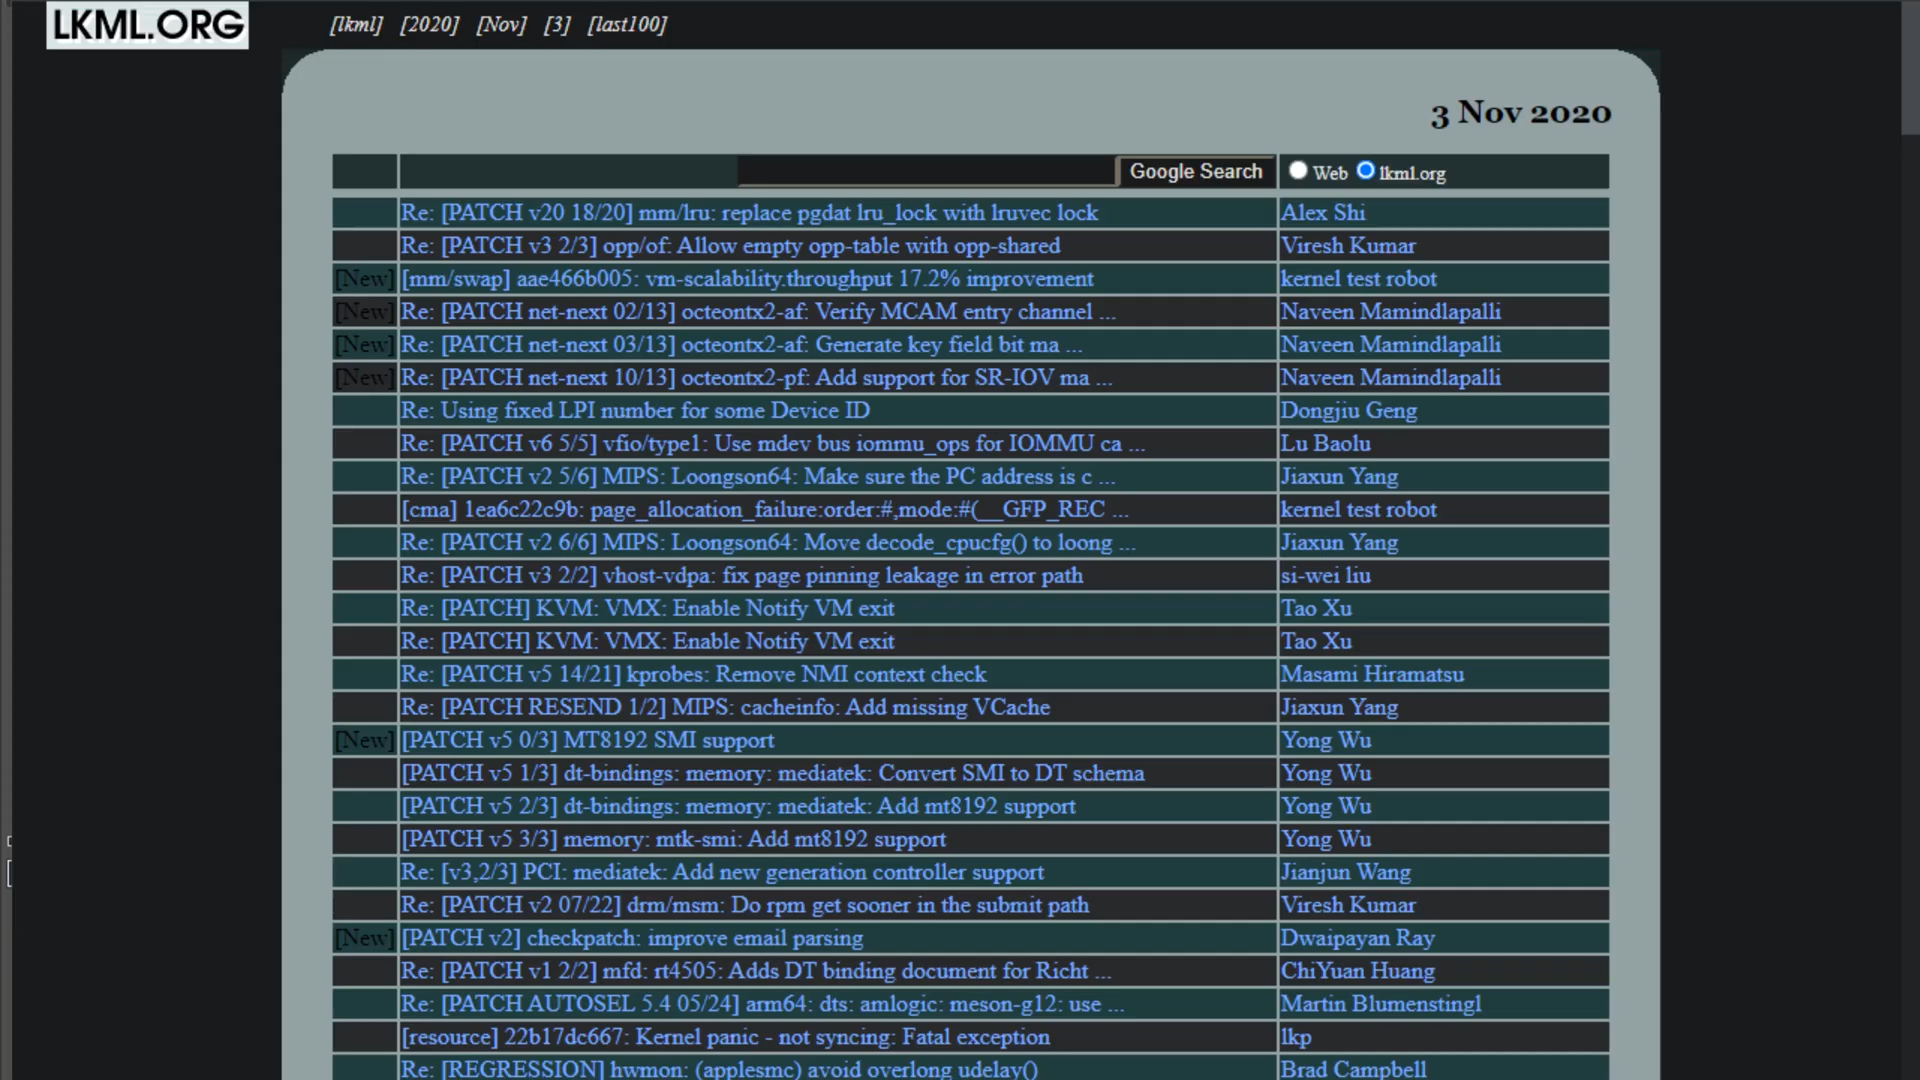 LKML.ORG
[lkml] [2020] [Nov] [3] [last100]
3 Nov 2020
Google Search Web lkml.org
Re: [PATCH v20 18/20] mm/lru: replace pgdat lru_lock with lruvec lock Alex Shi
Re: [PATCH v3 2/3] opp/of: Allow empty opp-table with opp-shared Viresh Kumar
[New] [mm/swap] aae466b005: vm-scalability.throughput 17.2% improvement kernel test robot
[New] Re: [PATCH net-next 02/13] octeontx2-af: Verify MCAM entry channel ... Naveen Mamindlapalli
[New] Re: [PATCH net-next 03/13] octeontx2-af: Generate key field bit ma ... Naveen Mamindlapalli
[New] Re: [PATCH net-next 10/13] octeontx2-pf: Add support for SR-IOV ma ... Naveen Mamindlapalli
Re: Using fixed LPI number for some Device ID Dongjiu Geng
Re: [PATCH v6 5/5] vfio/type1: Use mdev bus iommu_ops for IOMMU ca ... Lu Baolu
Re: [PATCH v2 5/6] MIPS: Loongson64: Make sure the PC address is c ... Jiaxun Yang
[cma] 1ea6c22c9b: page_allocation_failure:order:#,mode:#(__GFP_REC ... kernel test robot
Re: [PATCH v2 6/6] MIPS: Loongson64: Move decode_cpucfg() to loong ... Jiaxun Yang
Re: [PATCH v3 2/2] vhost-vdpa: fix page pinning leakage in error path si-wei liu
Re: [PATCH] KVM: VMX: Enable Notify VM exit Tao Xu
Re: [PATCH] KVM: VMX: Enable Notify VM exit Tao Xu
Re: [PATCH v5 14/21] kprobes: Remove NMI context check Masami Hiramatsu
Re: [PATCH RESEND 1/2] MIPS: cacheinfo: Add missing VCache Jiaxun Yang
[New] [PATCH v5 0/3] MT8192 SMI support Yong Wu
[PATCH v5 1/3] dt-bindings: memory: mediatek: Convert SMI to DT schema Yong Wu
[PATCH v5 2/3] dt-bindings: memory: mediatek: Add mt8192 support Yong Wu
[PATCH v5 3/3] memory: mtk-smi: Add mt8192 support Yong Wu
Re: [v3,2/3] PCI: mediatek: Add new generation controller support Jianjun Wang
Re: [PATCH v2 07/22] drm/msm: Do rpm get sooner in the submit path Viresh Kumar
[New] [PATCH v2] checkpatch: improve email parsing Dwaipayan Ray
Re: [PATCH v1 2/2] mfd: rt4505: Adds DT binding document for Richt ... ChiYuan Huang
Re: [PATCH AUTOSEL 5.4 05/24] arm64: dts: amlogic: meson-g12: use ... Martin Blumenstingl
[resource] 22b17dc667: Kernel panic - not syncing: Fatal exception lkp
Re: [REGRESSION] hwmon: (applesmc) avoid overlong udelay() Brad Campbell